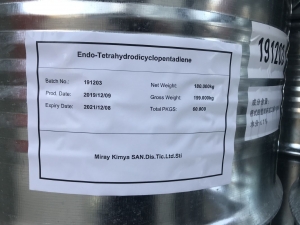 Endo-Tetrahydrodicyclopentadiene
Batch No.: 191203 Net Weight: 180.000kg
Prod. Date: 2019/12/09 Gross Weight: 199.000kg
Expiry Date: 2021/12/08 Total PKGS: 80.000
Miray Kimya SAN.Dis.Tic.Ltd.Sti
191203